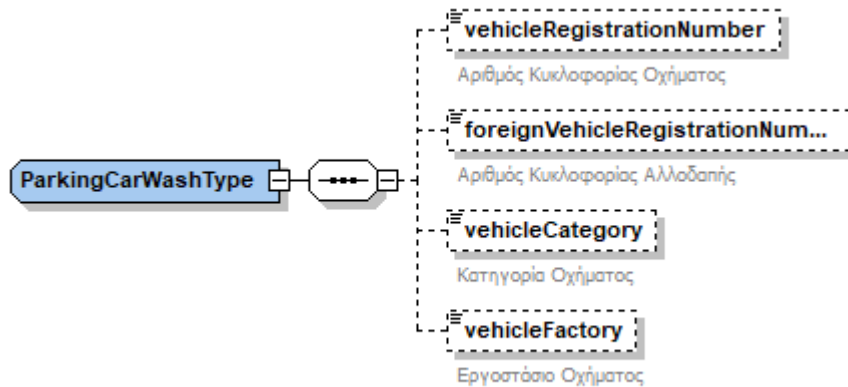 vehicleRegistrationNumber
Αριθμός Κυκλοφορίας Οχήματος
foreignVehicleRegistrationNum...
Αριθμός Κυκλοφορίας Αλλοδαπής
ParkingCarWashType
vehicleCategory
Κατηγορία Οχήματος
vehicleFactory
Εργοστάσιο Οχήματος